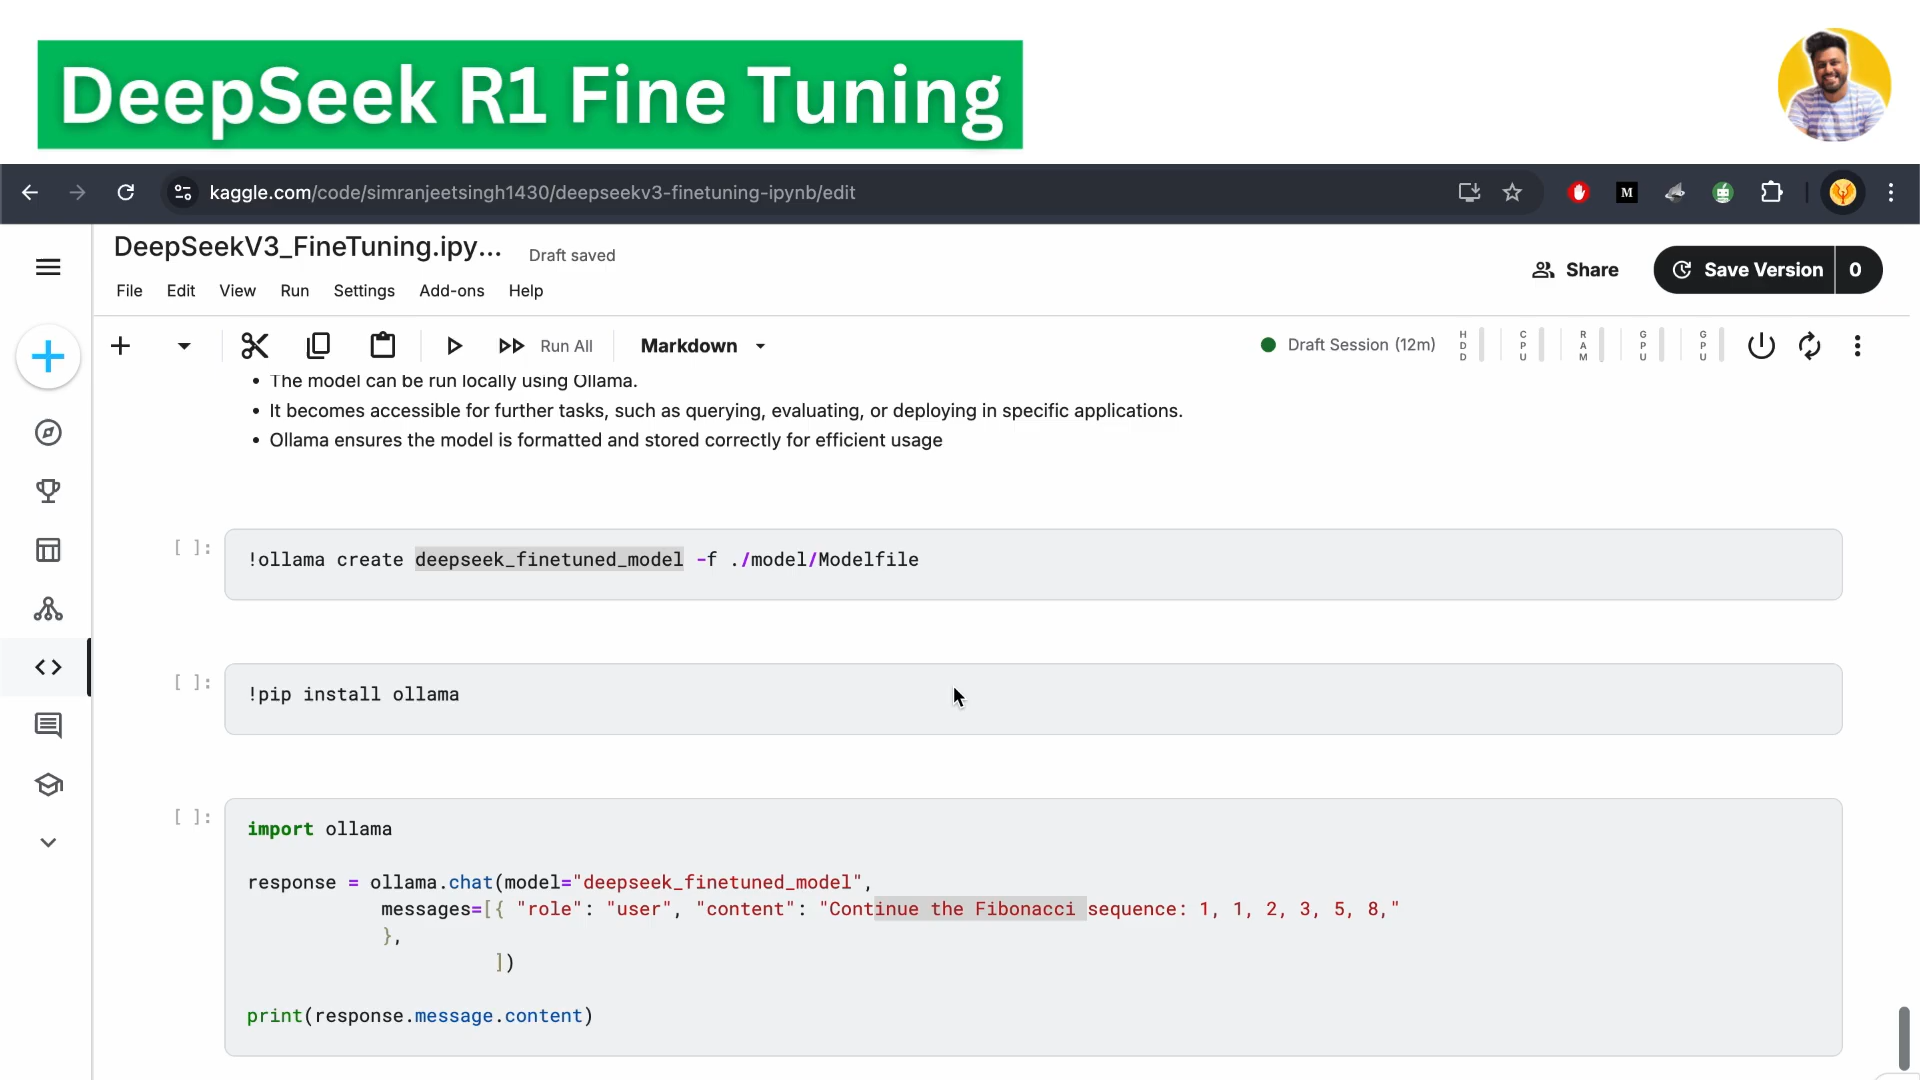 DeepSeek R1 Fine Tuning
kaggle.com/code/simranjeetsingh1430/deepseekv3-finetuning-ipynb/edit
M
DeepSeekV3_FineTuning.ipy...
Draft saved
Share
Save Version
0
File Edit View Run Settings Add-ons Help
Run All
Markdown
Draft Session (12m)
HDD
CPU
RAM
GPU
GPU
• The model can be run locally using Ollama.
• It becomes accessible for further tasks, such as querying, evaluating, or deploying in specific applications.
• Ollama ensures the model is formatted and stored correctly for efficient usage
[ ]:
!ollama create deepseek_finetuned_model -f ./model/Modelfile
[ ]:
!pip install ollama
[ ]:
import ollama
response = ollama.chat(model="deepseek_finetuned_model",
messages=[{ "role": "user", "content": "Continue the Fibonacci sequence: 1, 1, 2, 3, 5, 8,"
},
])
print(response.message.content)